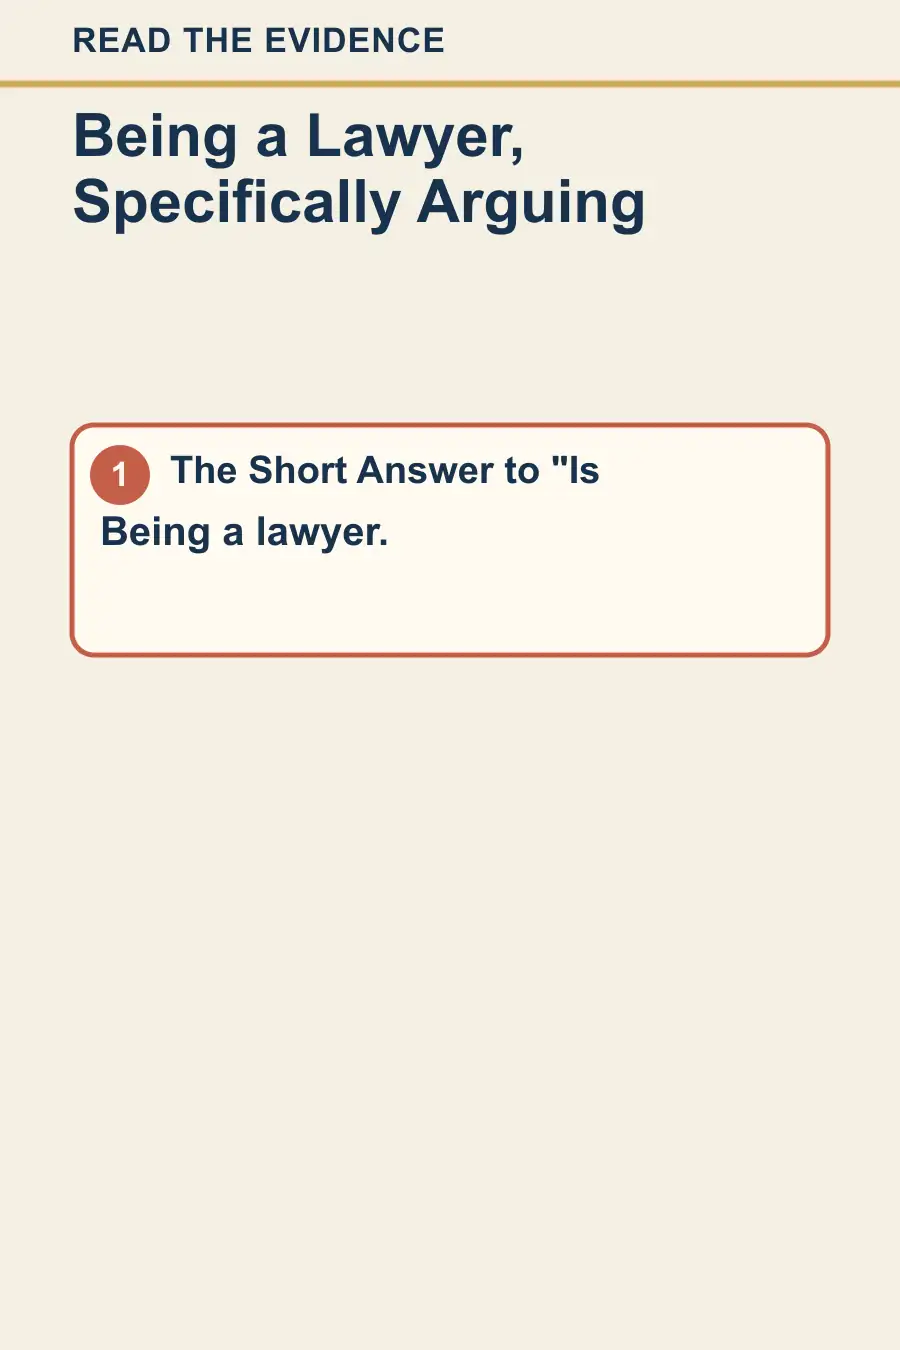 READ THE EVIDENCE
Being a Lawyer,
Specifically Arguing
1 The Short Answer to "Is
Being a lawyer.